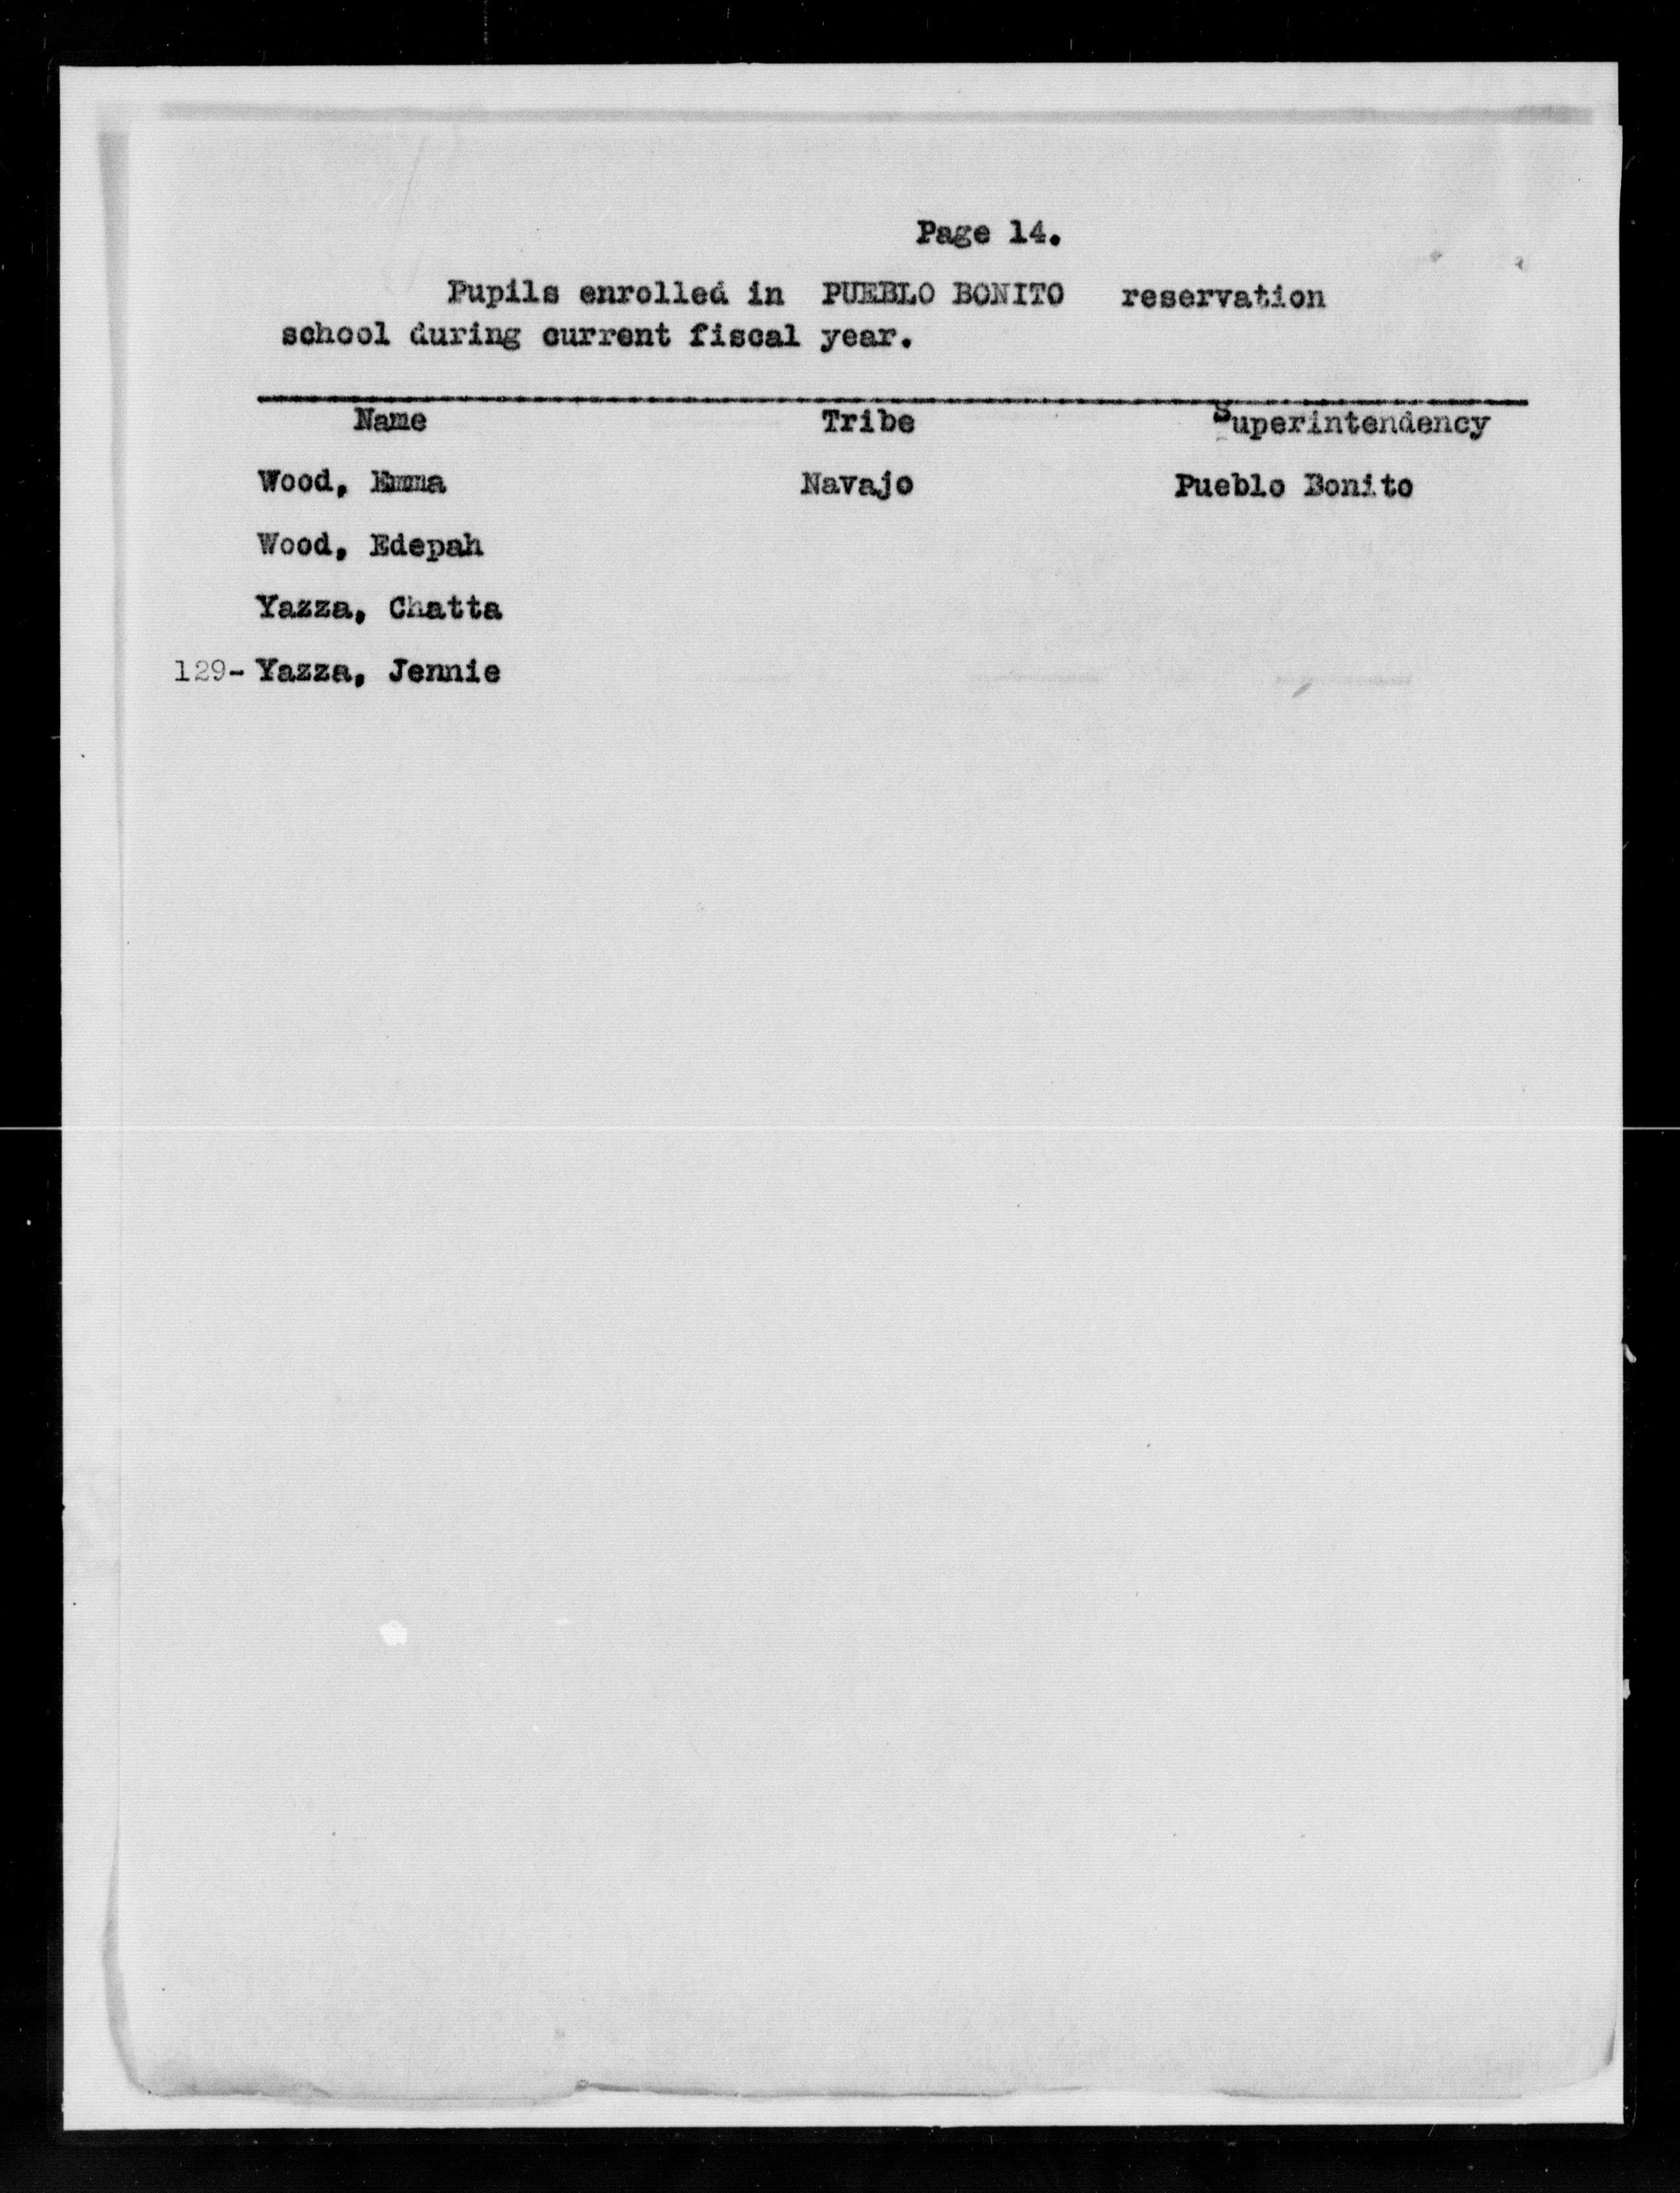 Page 14.
Pupils enrolled in PUEBLO BONITO reservation
school during current fiscal year.
Name Tribe Superintendency
Wood, Emma Navajo Pueblo Bonito
Wood, Edepah
Yazza, Chatta
129- Yazza, Jennie